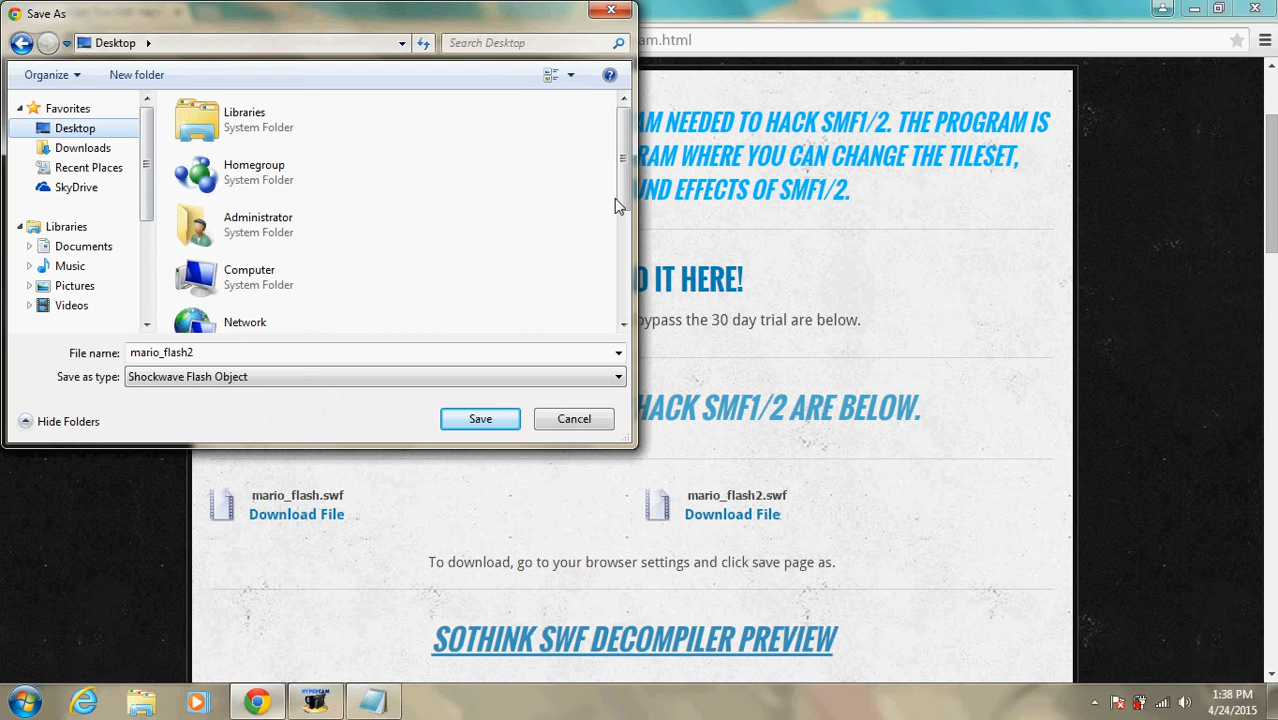 Save As
Desktop
Search Desktop
am.html
Organize
New folder
Favorites
Desktop
Downloads
Recent Places
SkyDrive
Libraries
Documents
Music
Pictures
Videos
Libraries
System Folder
Homegroup
System Folder
Administrator
System Folder
Computer
System Folder
Network
File name: mario_flash2
Save as type: Shockwave Flash Object
Hide Folders
Save
Cancel
AM NEEDED TO HACK SMF1/2. THE PROGRAM IS
RAM WHERE YOU CAN CHANGE THE TILESET,
UND EFFECTS OF SMF1/2.
D IT HERE!
bypass the 30 day trial are below.
HACK SMF1/2 ARE BELOW.
mario_flash.swf
Download File
mario_flash2.swf
Download File
To download, go to your browser settings and click save page as.
SOTHINK SWF DECOMPILER PREVIEW
HYPERCAM
1:38 PM
4/24/2015